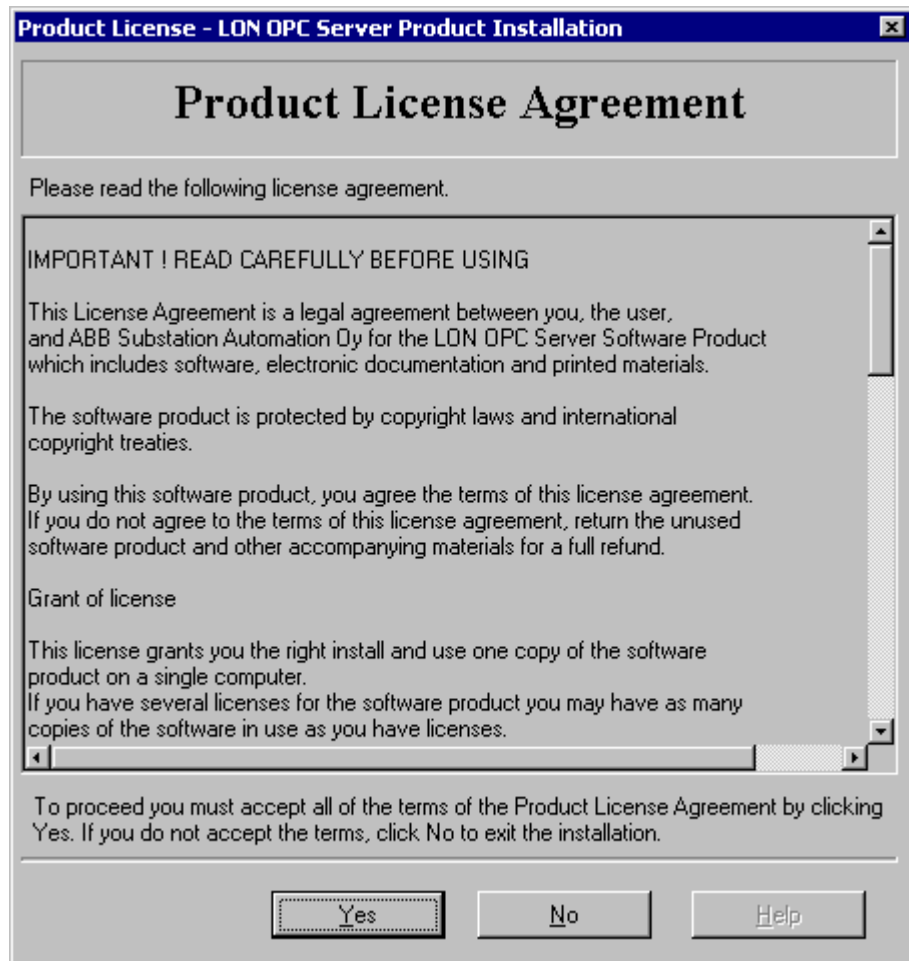 Product License - LON OPC Server Product Installation
Product License Agreement
Please read the following license agreement.
IMPORTANT ! READ CAREFULLY BEFORE USING
This License Agreement is a legal agreement between you, the user,
and ABB Substation Automation Oy for the LON OPC Server Software Product
which includes software, electronic documentation and printed materials.
The software product is protected by copyright laws and international
copyright treaties.
By using this software product, you agree the terms of this license agreement.
If you do not agree to the terms of this license agreement, return the unused
software product and other accompanying materials for a full refund.
Grant of license
This license grants you the right install and use one copy of the software
product on a single computer.
If you have several licenses for the software product you may have as many
copies of the software in use as you have licenses.
To proceed you must accept all of the terms of the Product License Agreement by clicking
Yes. If you do not accept the terms, click No to exit the installation.
Yes No Help